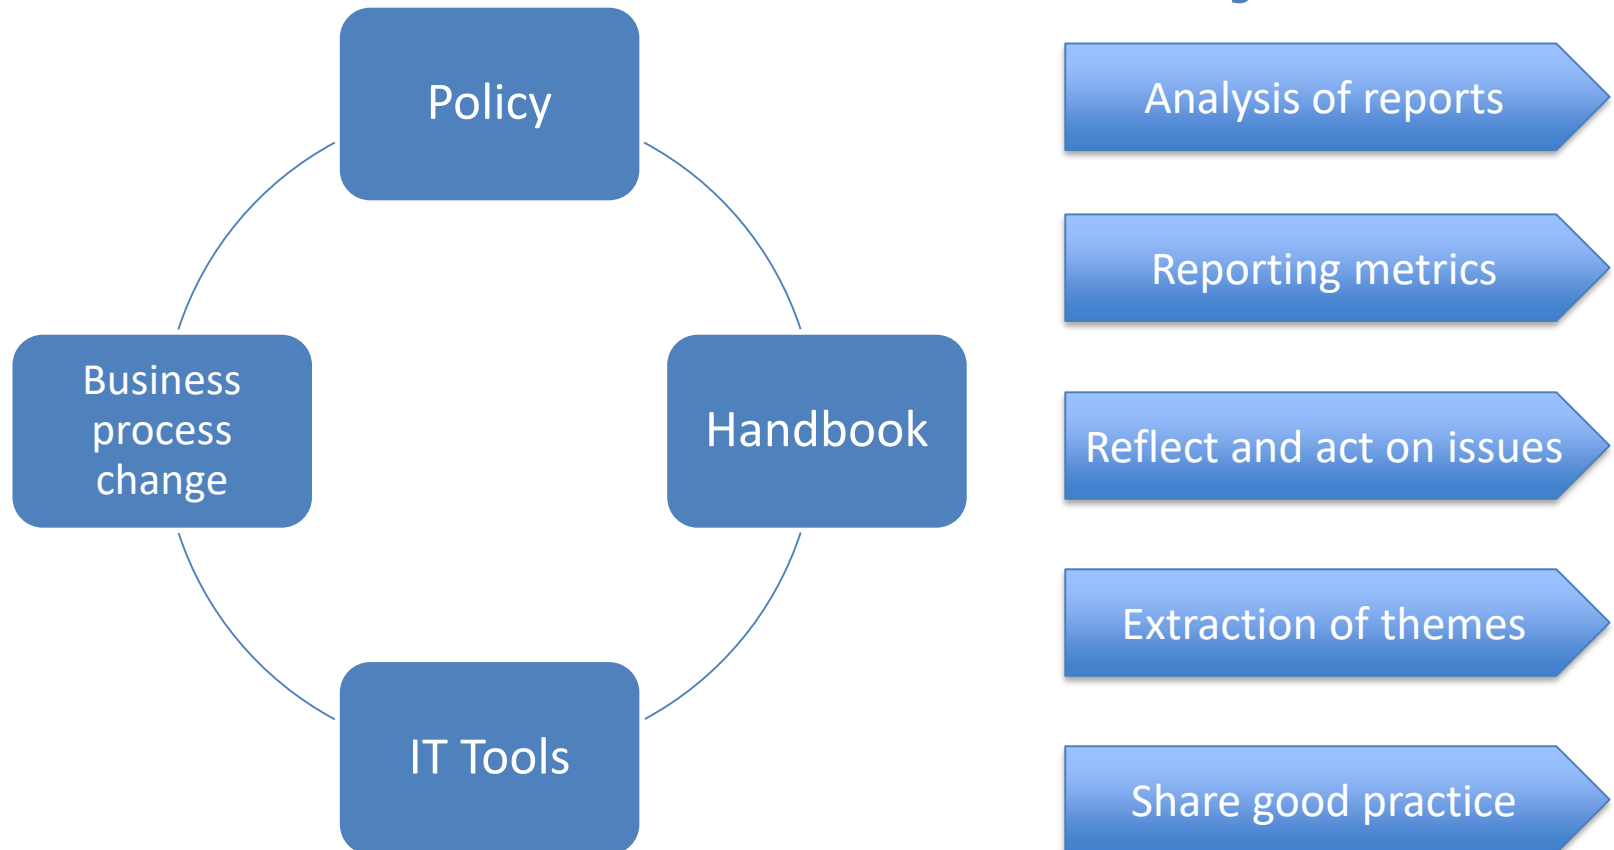 Policy
Business
process
change
Handbook
IT Tools
Analysis of reports
Reporting metrics
Reflect and act on issues
Extraction of themes
Share good practice